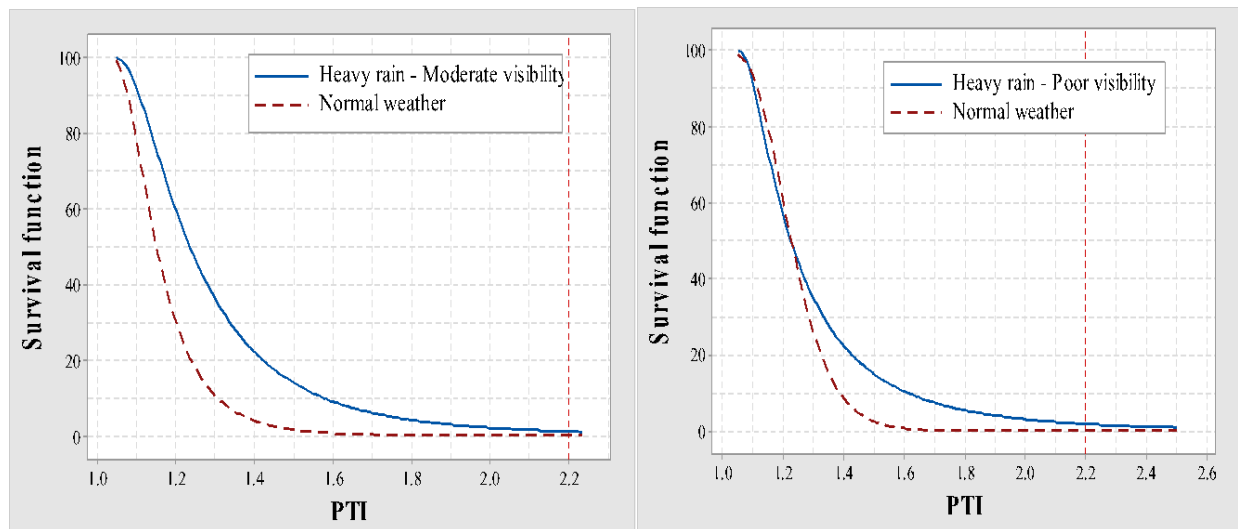 Survival function
100
80
60
40
20
0
Heavy rain - Moderate visibility
Normal weather
1.0 1.2 1.4 1.6 1.8 2.0 2.2
PTI
Survival function
100
80
60
40
20
0
Heavy rain - Poor visibility
Normal weather
1.0 1.2 1.4 1.6 1.8 2.0 2.2 2.4 2.6
PTI